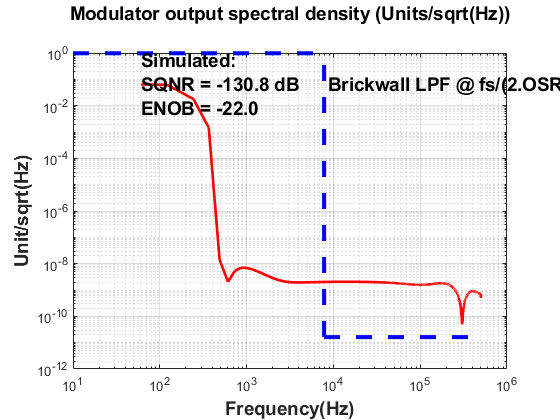 Modulator output spectral density (Units/sqrt(Hz))
Simulated:
SQNR = -130.8 dB
Brickwall LPF @ fs/(2.OSR
ENOB = -22.0
Unit/sqrt(Hz)
10^0
10^-2
10^-4
10^-6
10^-8
10^-10
10^-12
10^1 10^2 10^3 10^4 10^5 10^6
Frequency(Hz)